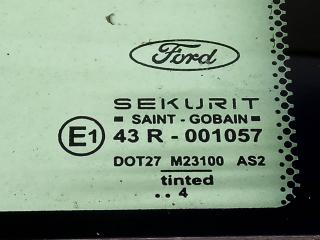 Ford
SEKURIT
SAINT - GOBAIN
E1 43 R - 001057
DOT27 M23100 AS2
tinted
.. 4